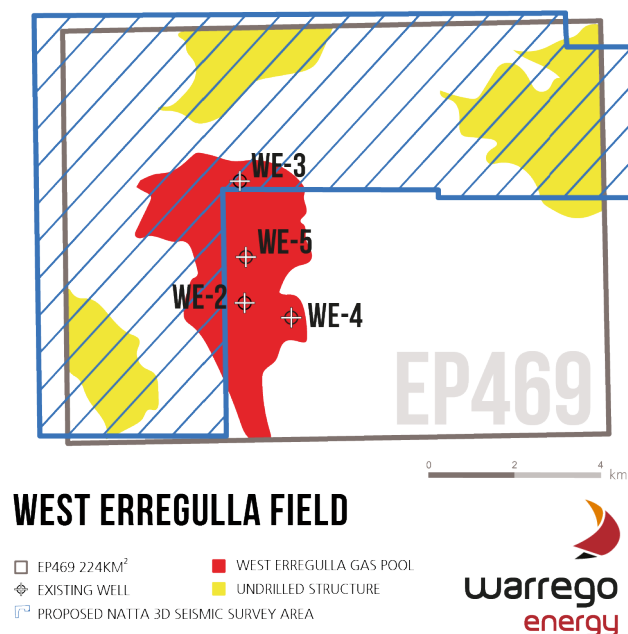 WE-3
WE-5
WE-2
WE-4
EP469
0 2 4 km
WEST ERREGULLA FIELD
EP469 224KM²
WEST ERREGULLA GAS POOL
EXISTING WELL
UNDRILLED STRUCTURE
PROPOSED NATTA 3D SEISMIC SURVEY AREA
warrego
energy